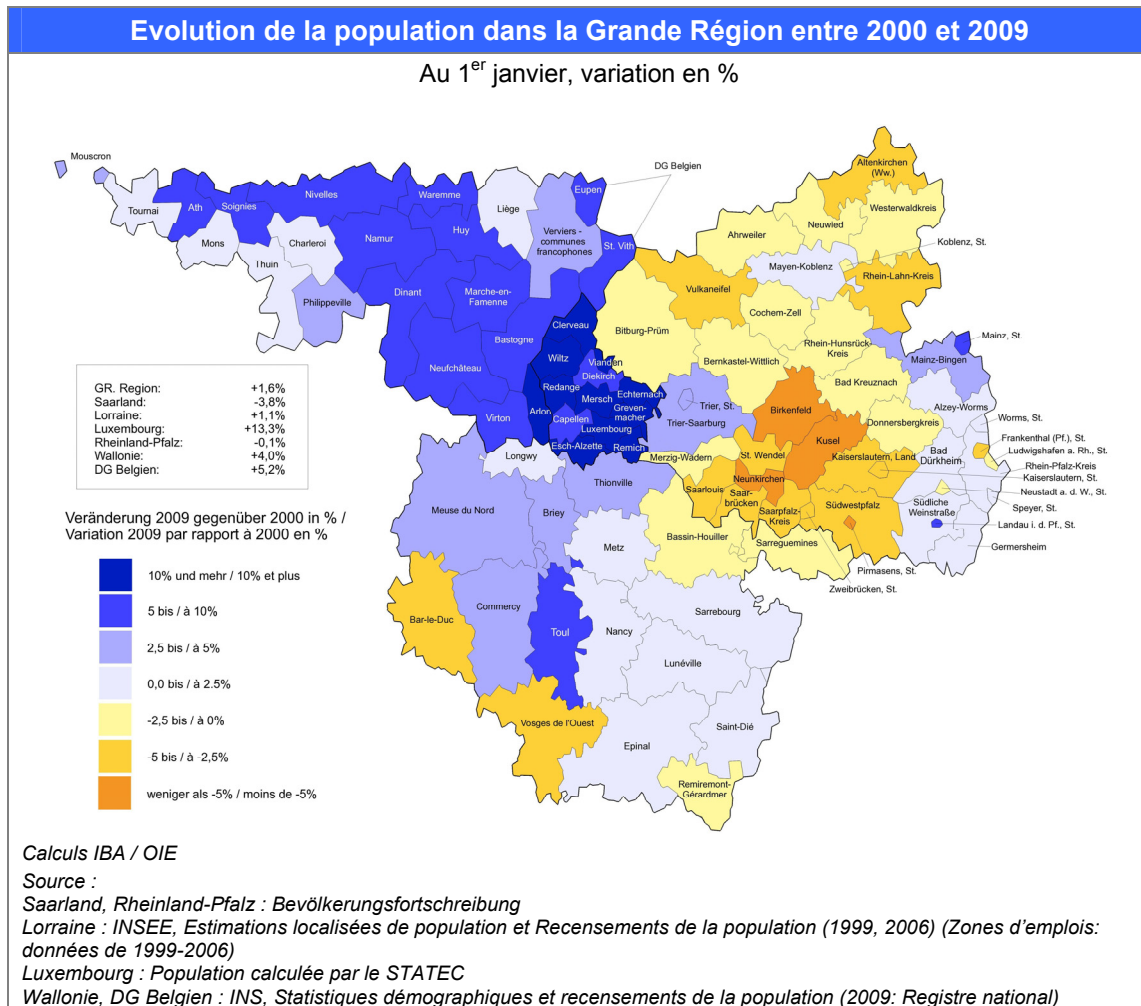 Evolution de la population dans la Grande Région entre 2000 et 2009
Au 1er janvier, variation en %
Mouscron
DG Belgien
Altenkirchen
(Ww.)
Tournai
Ath
Soignies
Nivelles
Waremme
Liège
Eupen
Westerwaldkreis
Neuwied
Ahrweiler
Koblenz, St.
Mons
Charleroi
Namur
Huy
Verviers -
communes
francophones
St. Vith
Mayen-Koblenz
Rhein-Lahn-Kreis
Thuin
Philippeville
Dinant
Marche-en-
Famenne
Vulkaneifel
Cochem-Zell
Clerveau
Bitburg-Prüm
Rhein-Hunsrück-
Kreis
Mainz, St.
Mainz-Bingen
Bastogne
Wiltz
Vianden
Bernkastel-Wittlich
Neufchâteau
Diekirch
Redange
Echternach
Bad Kreuznach
Mersch
Greven-
macher
Trier, St.
Birkenfeld
Alzey-Worms
Virton
Arlon
Capellen
Luxembourg
Trier-Saarburg
Donnersbergkreis
Worms, St.
Esch-Alzette
Remich
Kusel
Frankenthal (Pf.), St.
Ludwigshafen a. Rh., St.
Longwy
Merzig-Wadern
St. Wendel
Kaiserslautern, Land
Bad
Dürkheim
Rhein-Pfalz-Kreis
Kaiserslautern, St.
Neunkirchen
Neustadt a. d. W., St.
Thionville
Saarlouis
Saar-
brücken
Saarpfalz-
Kreis
Südwestpfalz
Südliche
Weinstraße
Speyer, St.
Landau i. d. Pf., St.
Meuse du Nord
Briey
Metz
Bassin-Houiller
Sarreguemines
Germersheim
Pirmasens, St.
Zweibrücken, St.
Commercy
Bar-le-Duc
Toul
Nancy
Sarrebourg
Lunéville
Vosges de l'Ouest
Epinal
Saint-Dié
Remiremont-
Gérardmer
GR. Region: +1,6%
Saarland: -3,8%
Lorraine: +1,1%
Luxembourg: +13,3%
Rheinland-Pfalz: -0,1%
Wallonie: +4,0%
DG Belgien: +5,2%
Veränderung 2009 gegenüber 2000 in % /
Variation 2009 par rapport à 2000 en %
10% und mehr / 10% et plus
5 bis / à 10%
2,5 bis / à 5%
0,0 bis / à 2.5%
-2,5 bis / à 0%
-5 bis / à -2,5%
weniger als -5% / moins de -5%
Calculs IBA / OIE
Source :
Saarland, Rheinland-Pfalz : Bevölkerungsfortschreibung
Lorraine : INSEE, Estimations localisées de population et Recensements de la population (1999, 2006) (Zones d'emplois:
données de 1999-2006)
Luxembourg : Population calculée par le STATEC
Wallonie, DG Belgien : INS, Statistiques démographiques et recensements de la population (2009: Registre national)